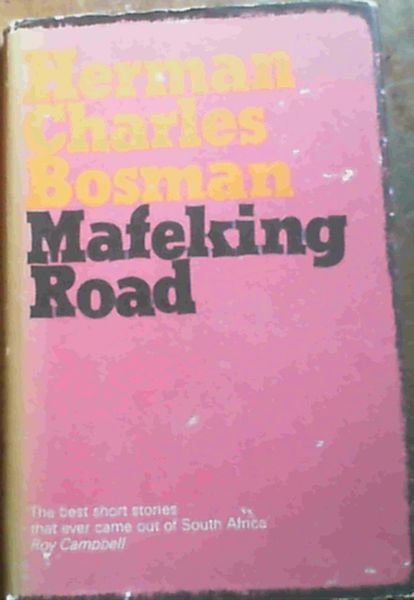 Herman
Charles
Bosman
Mafeking
Road
The best short stories
that ever came out of South Africa
Roy Campbell